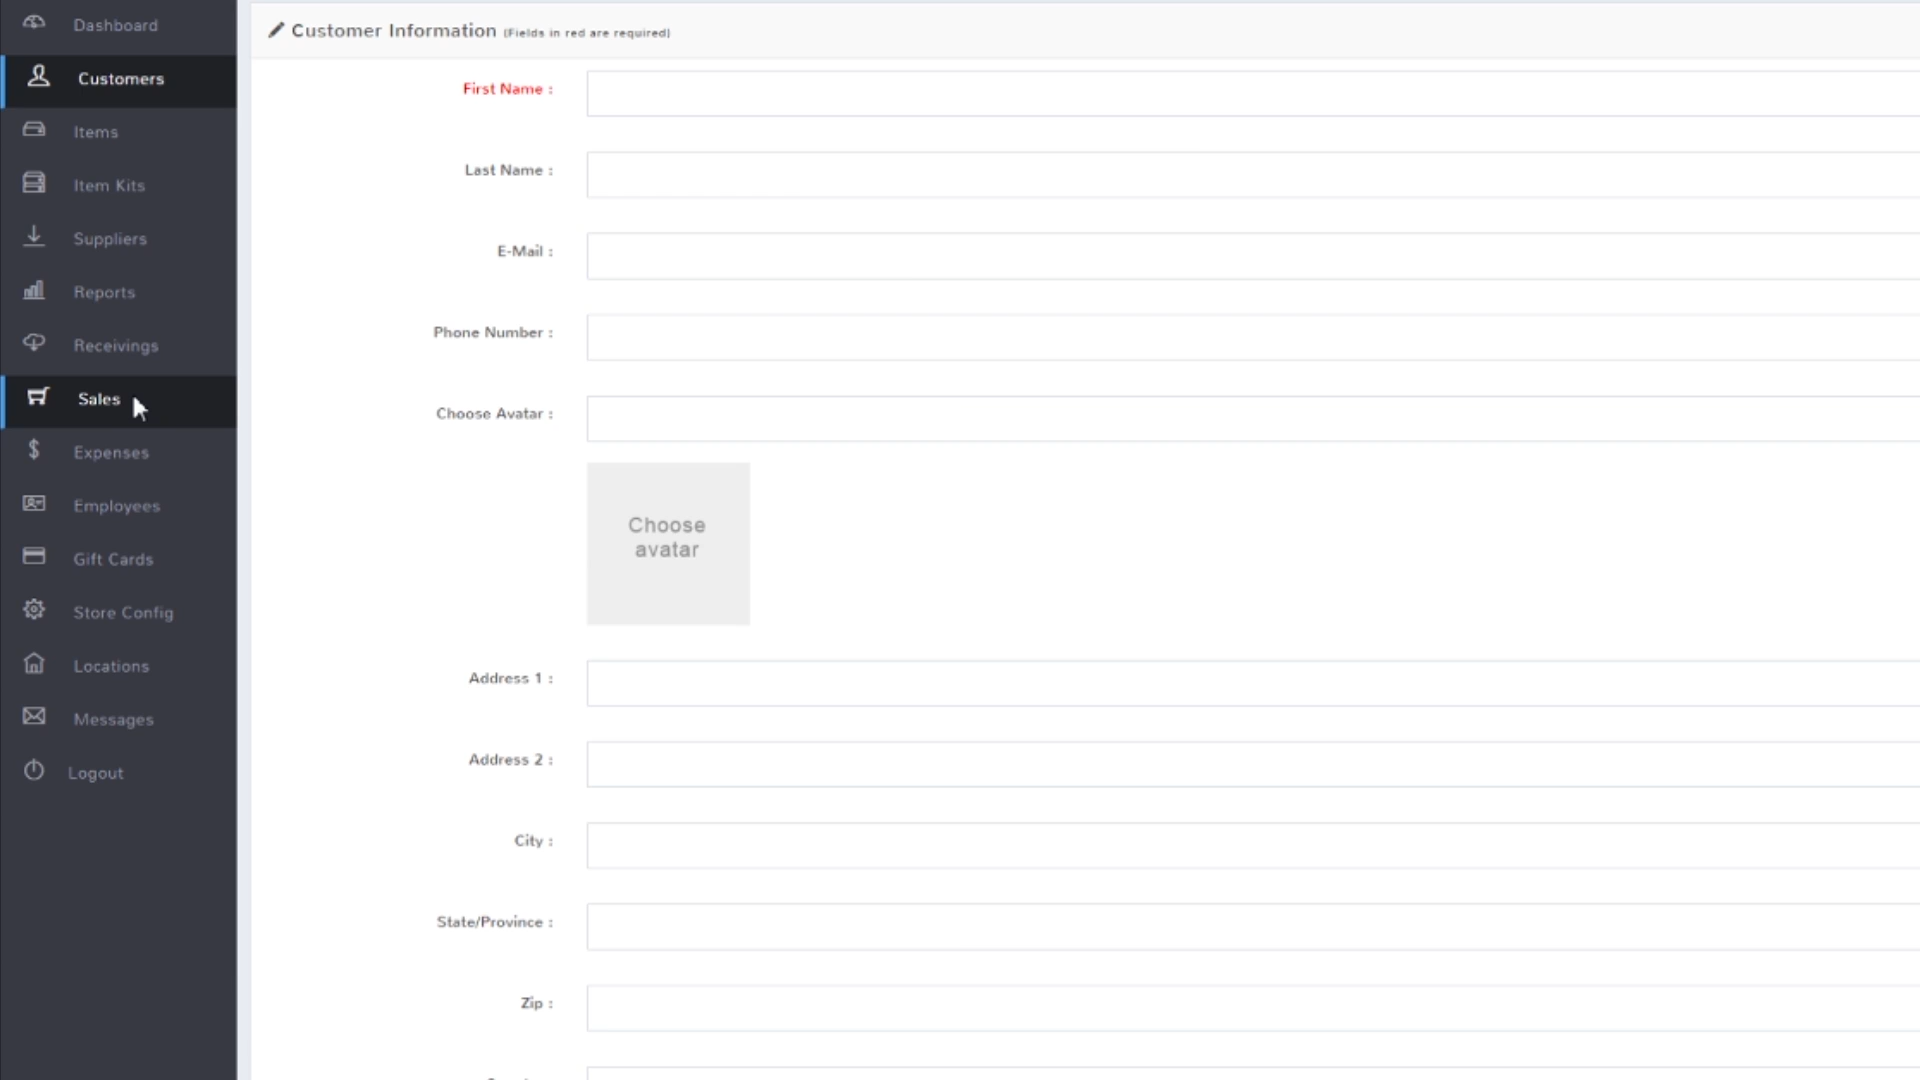 Dashboard
Customers
Items
Item Kits
Suppliers
Reports
Receivings
Sales
Expenses
Employees
Gift Cards
Store Config
Locations
Messages
Logout
Customer Information (Fields in red are required)
First Name :
Last Name :
E-Mail :
Phone Number :
Choose Avatar :
Choose
avatar
Address 1 :
Address 2 :
City :
State/Province :
Zip :